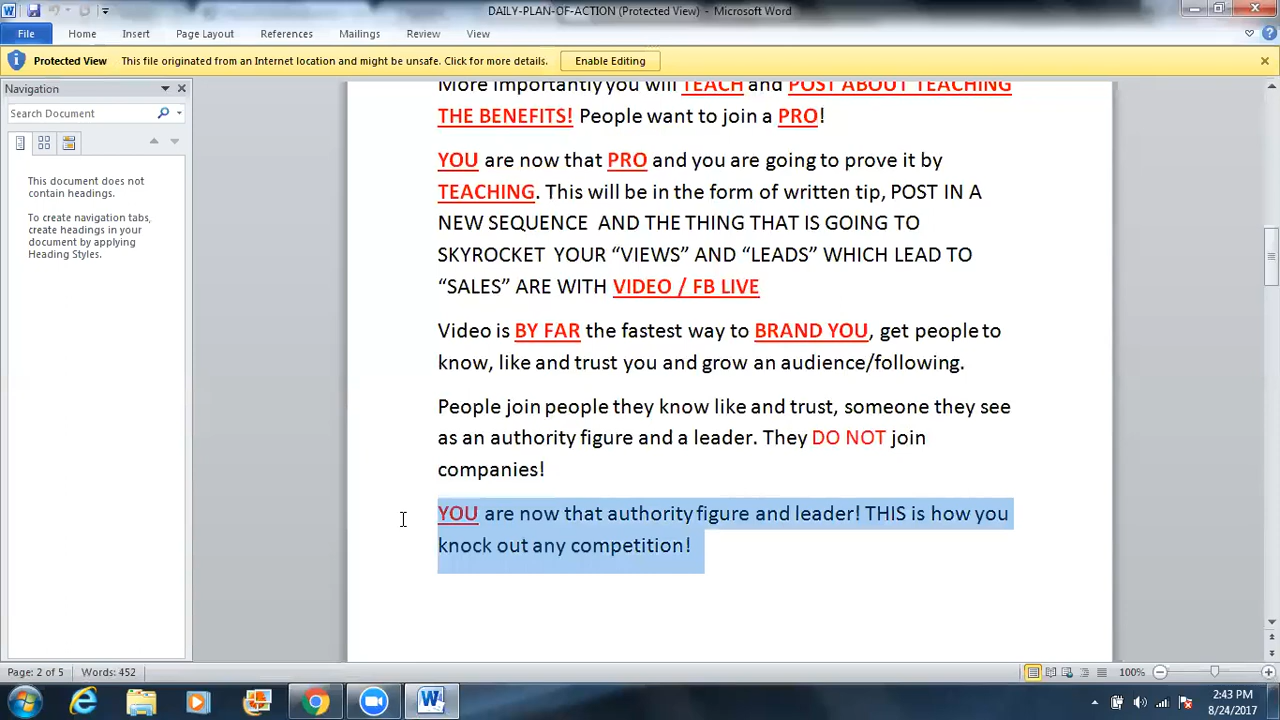 DAILY-PLAN-OF-ACTION (Protected View) - Microsoft Word
File Home Insert Page Layout References Mailings Review View
Protected View This file originated from an Internet location and might be unsafe. Click for more details. Enable Editing
Navigation
Search Document
This document does not
contain headings.
To create navigation tabs,
create headings in your
document by applying
Heading Styles.
More importantly you will TEACH and POST ABOUT TEACHING
THE BENEFITS! People want to join a PRO!
YOU are now that PRO and you are going to prove it by
TEACHING. This will be in the form of written tip, POST IN A
NEW SEQUENCE AND THE THING THAT IS GOING TO
SKYROCKET YOUR “VIEWS” AND “LEADS” WHICH LEAD TO
“SALES” ARE WITH VIDEO / FB LIVE
Video is BY FAR the fastest way to BRAND YOU, get people to
know, like and trust you and grow an audience/following.
People join people they know like and trust, someone they see
as an authority figure and a leader. They DO NOT join
companies!
YOU are now that authority figure and leader! THIS is how you
knock out any competition!
Page: 2 of 5 Words: 452 100%
2:43 PM
8/24/2017